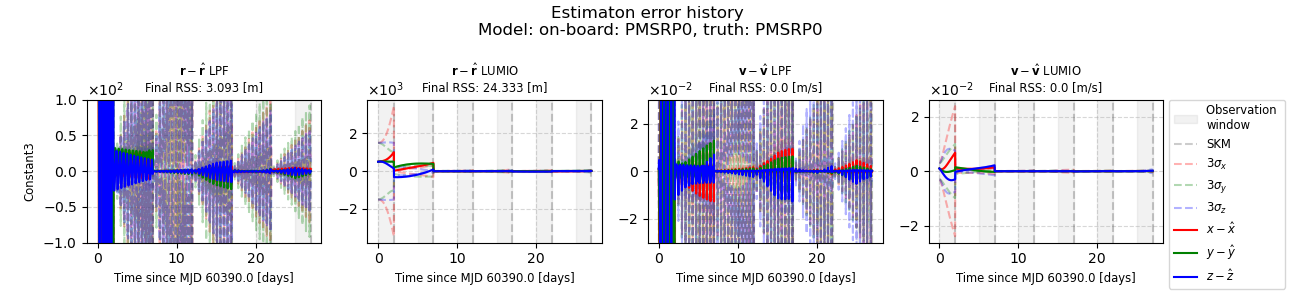 Estimaton error history
Model: on-board: PMSRP0, truth: PMSRP0
r − r̂ LPF
Final RSS: 3.093 [m]
×10²
1.0
0.5
0.0
−0.5
−1.0
Constant3
0 10 20
Time since MJD 60390.0 [days]
r − r̂ LUMIO
Final RSS: 24.333 [m]
×10³
2
0
−2
0 10 20
Time since MJD 60390.0 [days]
v − v̂ LPF
Final RSS: 0.0 [m/s]
×10⁻²
2
0
−2
0 10 20
Time since MJD 60390.0 [days]
v − v̂ LUMIO
Final RSS: 0.0 [m/s]
×10⁻²
2
0
−2
0 10 20
Time since MJD 60390.0 [days]
Observation
window
SKM
3σₓ
3σᵧ
3σ_z
x − x̂
y − ŷ
z − ẑ